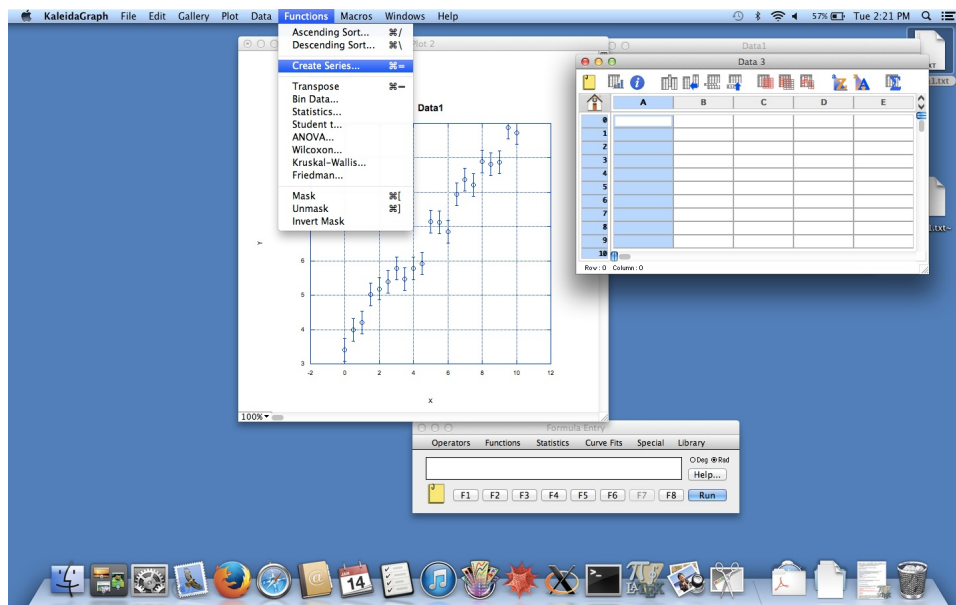 KaleidaGraph File Edit Gallery Plot Data Functions Macros Windows Help 57% Tue 2:21 PM
Ascending Sort... ⌘/
Descending Sort... ⌘\
Create Series... ⌘=
Transpose ⌘−
Bin Data...
Statistics...
Student t...
ANOVA...
Wilcoxon...
Kruskal-Wallis...
Friedman...
Mask ⌘[
Unmask ⌘]
Invert Mask
Plot 2
Data1
Y
6
5
4
3
-2 0 2 4 6 8 10 12
X
100%
Data1
Data 3
A B C D E
0
1
2
3
4
5
6
7
8
9
10
Row:0 Column:0
1.txt
1.txt~
Formula Entry
Operators Functions Statistics Curve Fits Special Library
Deg Rad
Help...
F1 F2 F3 F4 F5 F6 F7 F8 Run
14